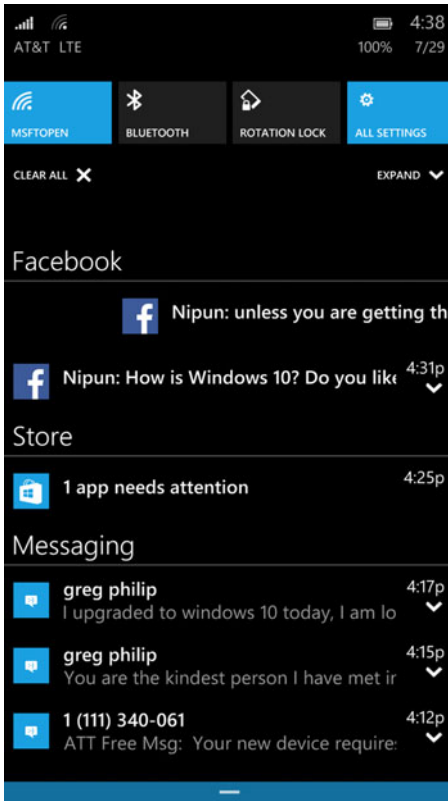 4:38
AT&T LTE 100% 7/29
MSFTOPEN BLUETOOTH ROTATION LOCK ALL SETTINGS
CLEAR ALL EXPAND
Facebook
Nipun: unless you are getting th
Nipun: How is Windows 10? Do you like 4:31p
Store
1 app needs attention 4:25p
Messaging
greg philip 4:17p
I upgraded to windows 10 today, I am lo
greg philip 4:15p
You are the kindest person I have met in
1 (111) 340-061 4:12p
ATT Free Msg: Your new device require